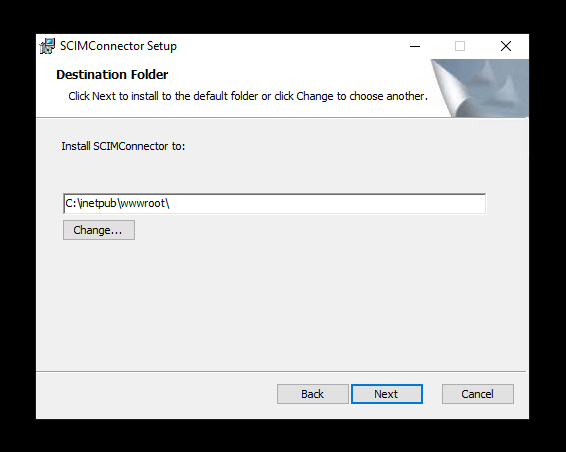 SCIMConnector Setup
Destination Folder
Click Next to install to the default folder or click Change to choose another.
Install SCIMConnector to:
C:\inetpub\wwwroot\
Change...
Back Next Cancel